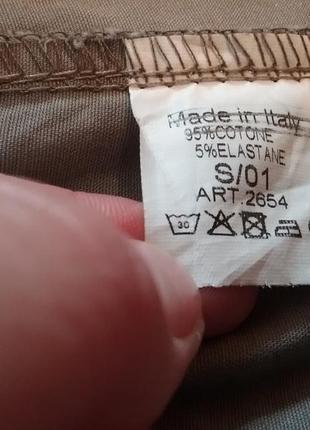 Made in Italy
95%COTONE
5%ELASTANE
S/01
ART.2654
30